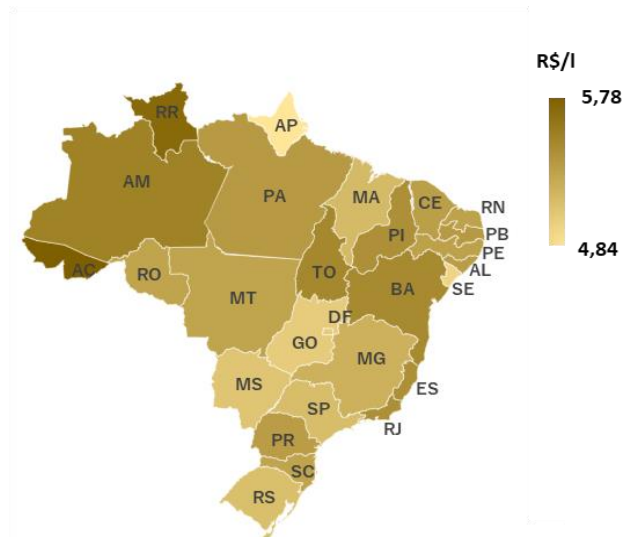 R$/l
5,78
4,84
RR
AP
AM
PA
MA
CE
RN
PB
PE
AL
SE
PI
AC
RO
TO
BA
MT
DF
GO
MG
ES
MS
SP
RJ
PR
SC
RS